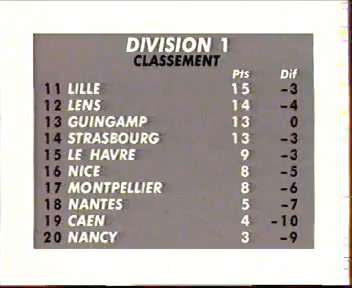 DIVISION 1
CLASSEMENT
Pts Dif
11 LILLE 15 -3
12 LENS 14 -4
13 GUINGAMP 13 0
14 STRASBOURG 13 -3
15 LE HAVRE 9 -3
16 NICE 8 -5
17 MONTPELLIER 8 -6
18 NANTES 5 -7
19 CAEN 4 -10
20 NANCY 3 -9